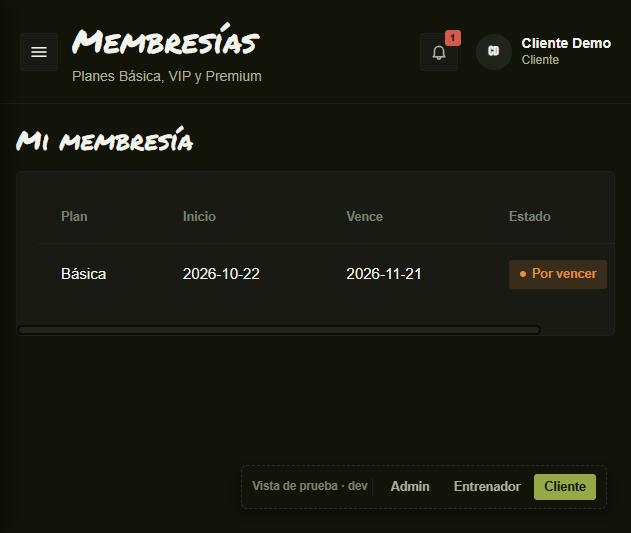 Membresías
Planes Básica, VIP y Premium
1
CD
Cliente Demo
Cliente
Mi membresía
Plan Inicio Vence Estado
Básica 2026-10-22 2026-11-21 Por vencer
Vista de prueba · dev Admin Entrenador Cliente